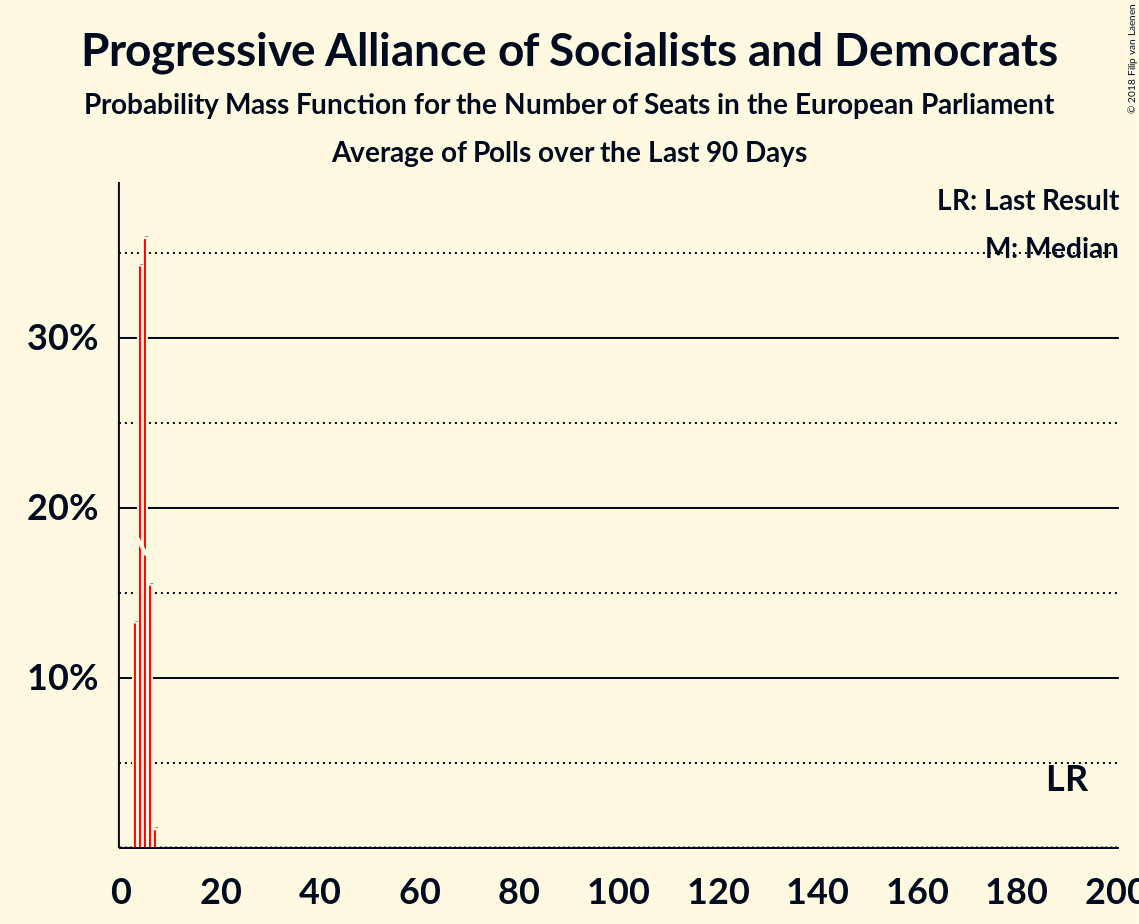 Progressive Alliance of Socialists and Democrats
Probability Mass Function for the Number of Seats in the European Parliament
Average of Polls over the Last 90 Days
© 2018 Filip van Laenen
LR: Last Result
M: Median
30%
20%
10%
LR
0 20 40 60 80 100 120 140 160 180 200